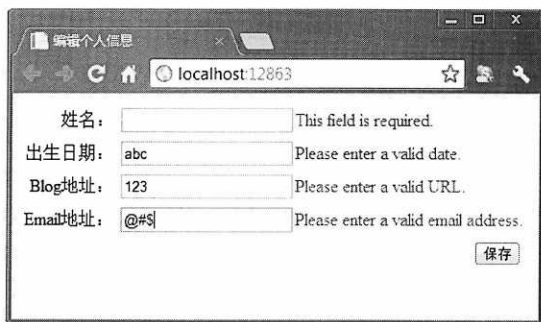 编辑个人信息
localhost:12863
姓名： This field is required.
出生日期： abc Please enter a valid date.
Blog地址： 123 Please enter a valid URL.
Email地址： @#$ Please enter a valid email address.
保存